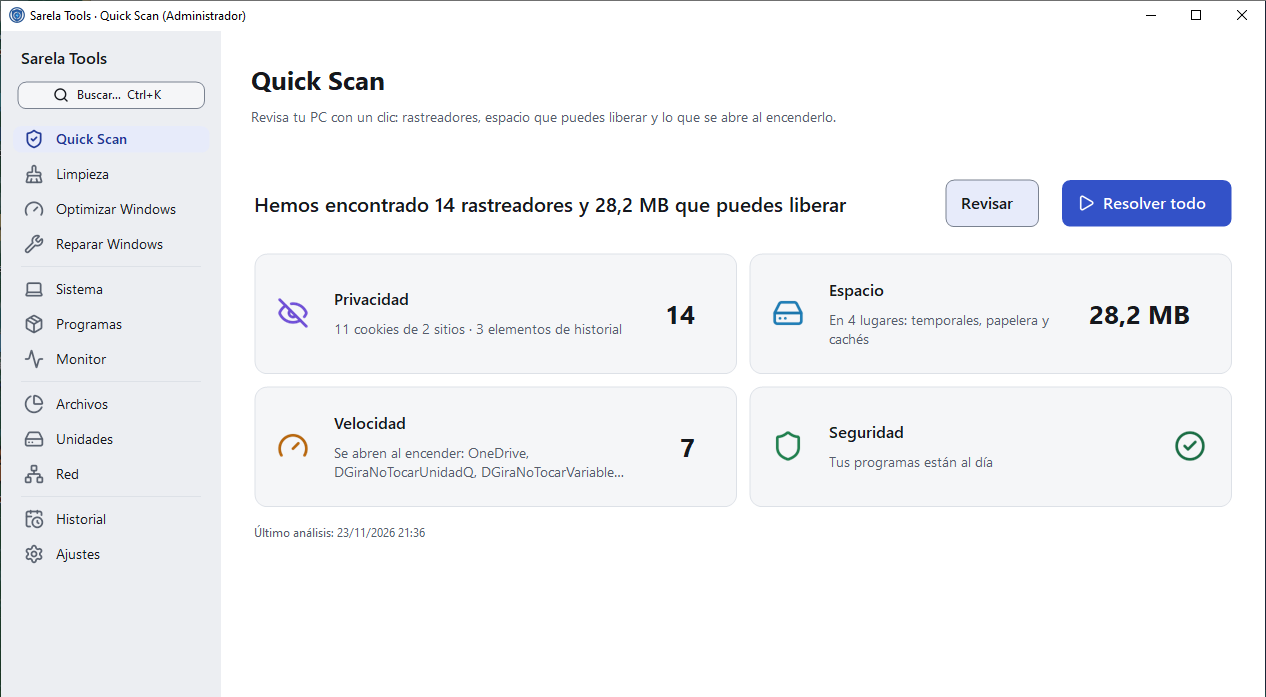 Sarela Tools · Quick Scan (Administrador)
Sarela Tools
Buscar... Ctrl+K
Quick Scan
Limpieza
Optimizar Windows
Reparar Windows
Sistema
Programas
Monitor
Archivos
Unidades
Red
Historial
Ajustes
Quick Scan
Revisa tu PC con un clic: rastreadores, espacio que puedes liberar y lo que se abre al encenderlo.
Hemos encontrado 14 rastreadores y 28,2 MB que puedes liberar
Revisar
Resolver todo
Privacidad
11 cookies de 2 sitios · 3 elementos de historial
14
Espacio
En 4 lugares: temporales, papelera y
cachés
28,2 MB
Velocidad
Se abren al encender: OneDrive,
DGiraNoTocarUnidadQ, DGiraNoTocarVariable...
7
Seguridad
Tus programas están al día
Último análisis: 23/11/2026 21:36